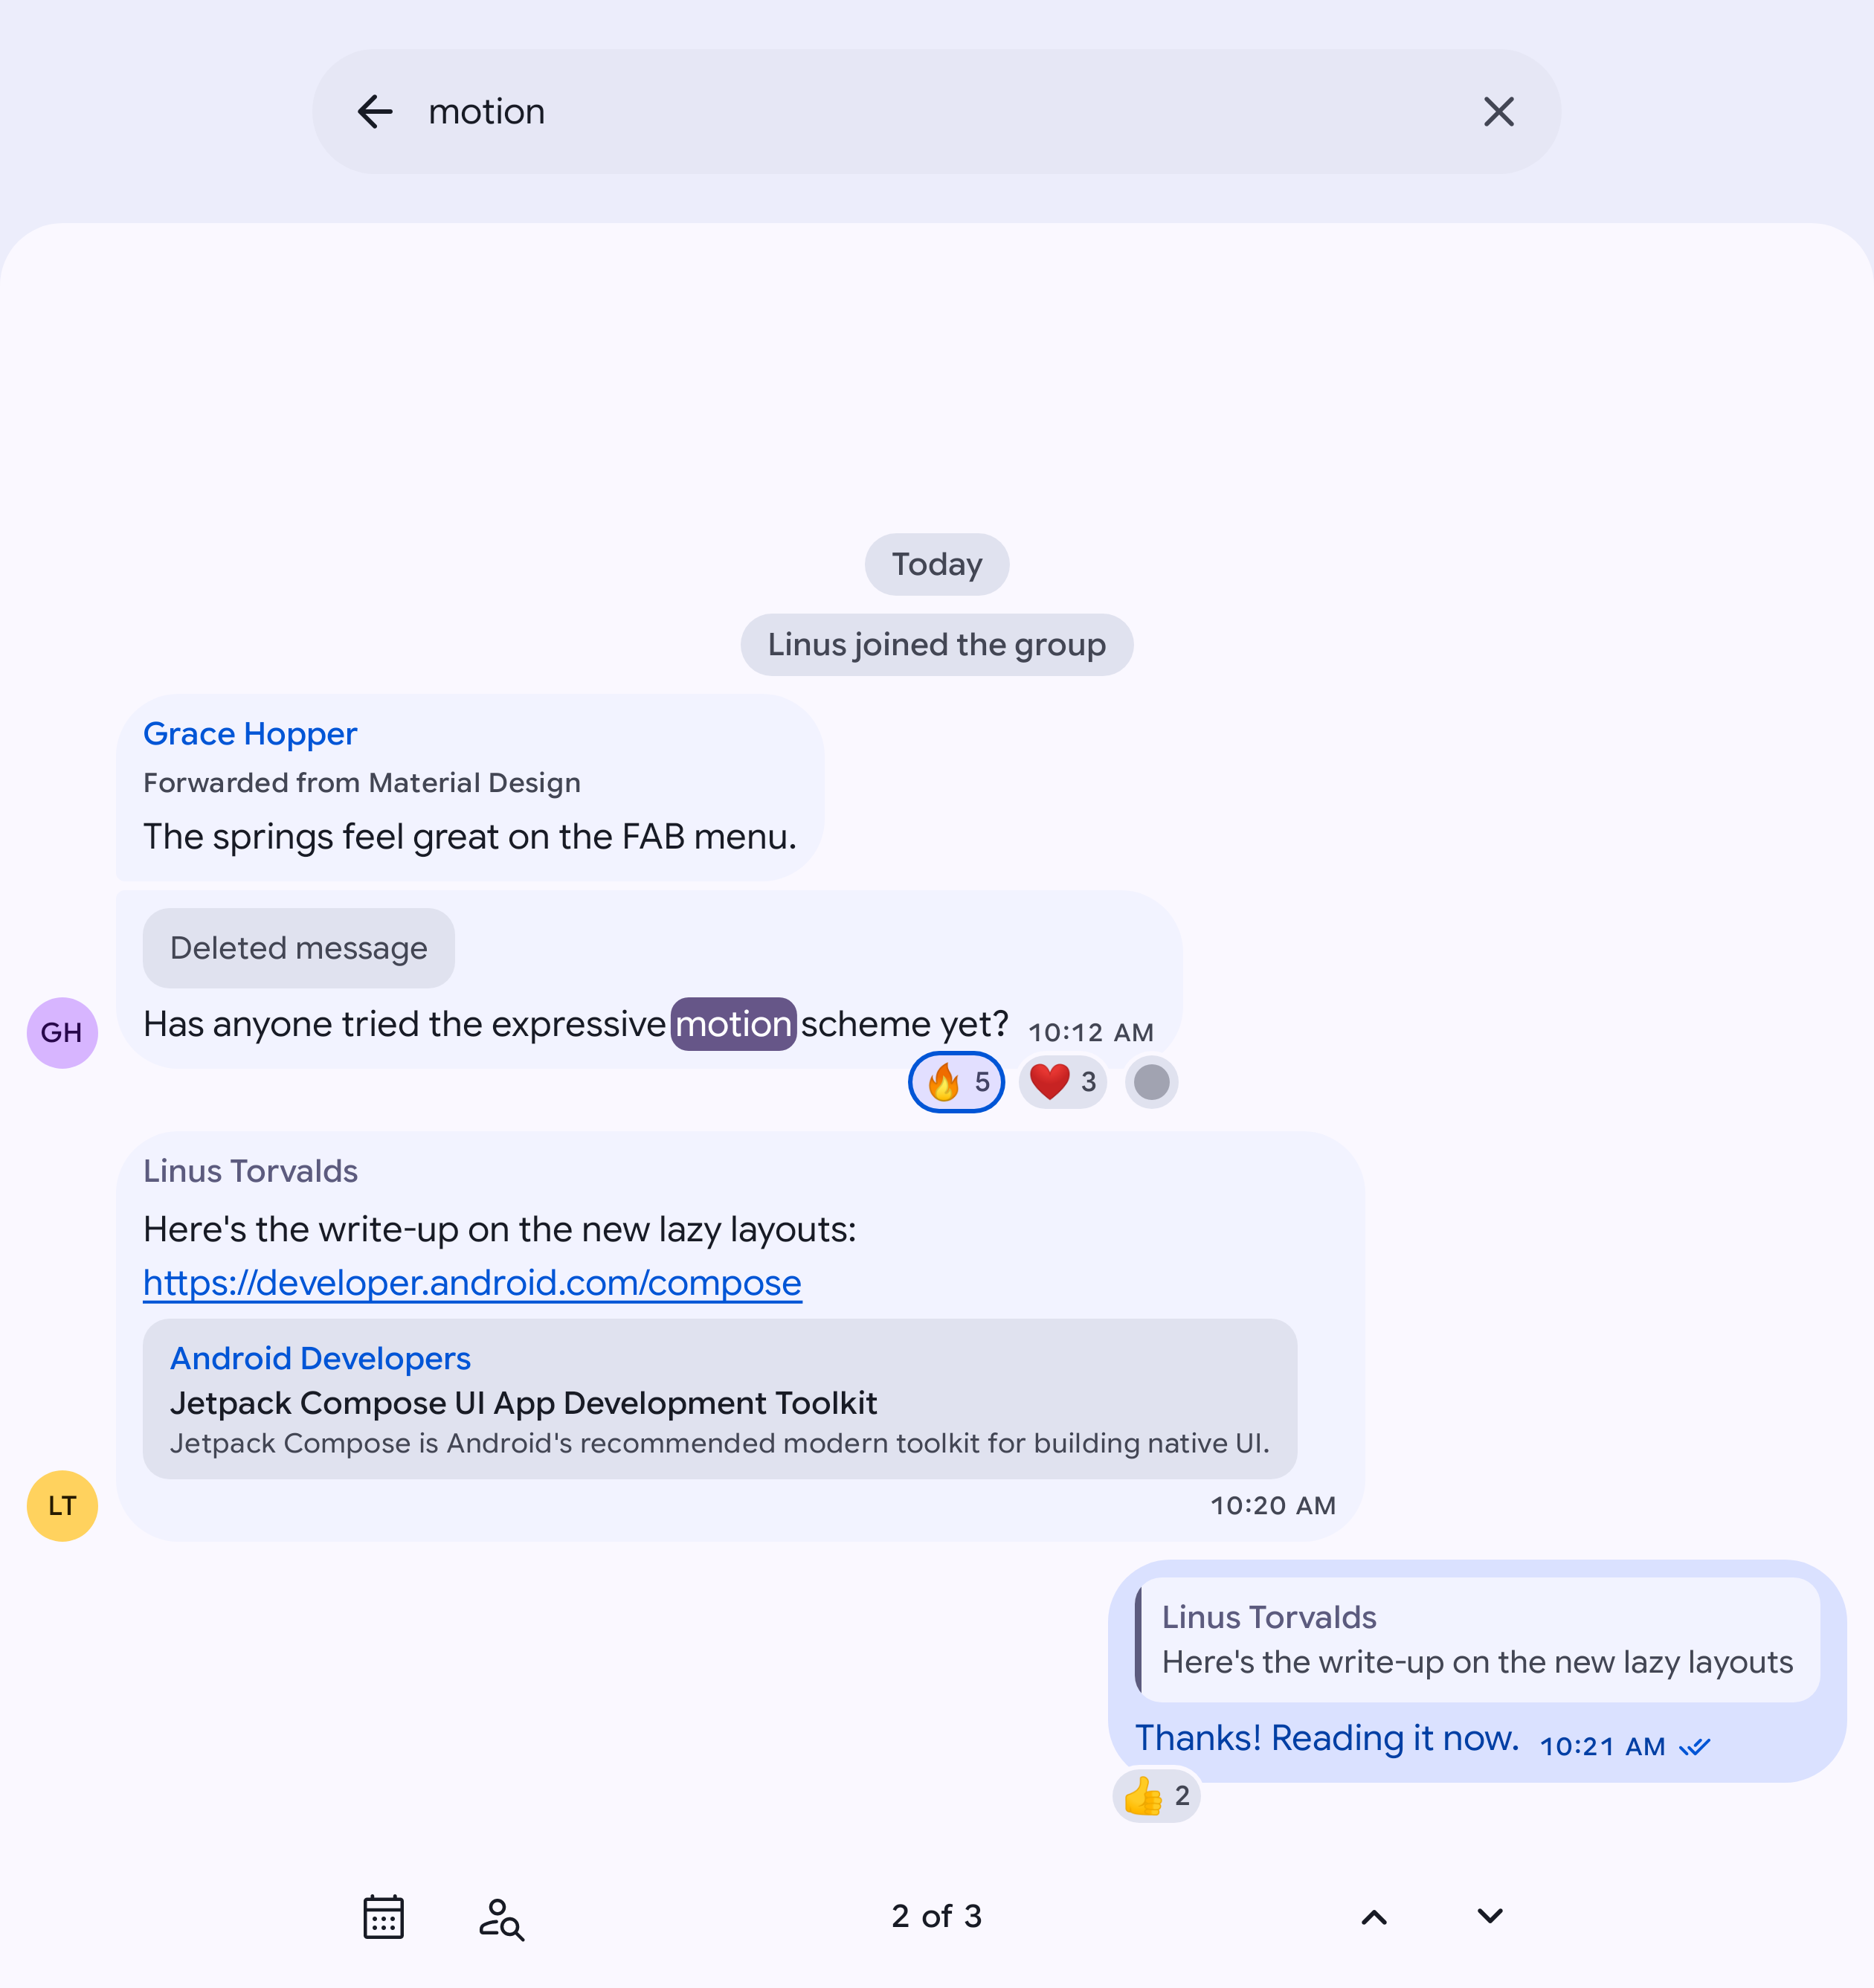 motion
Today
Linus joined the group
Grace Hopper
Forwarded from Material Design
The springs feel great on the FAB menu.
Deleted message
GH
Has anyone tried the expressive motion scheme yet? 10:12 AM
🔥 5 ❤️ 3
Linus Torvalds
Here's the write-up on the new lazy layouts:
https://developer.android.com/compose
Android Developers
Jetpack Compose UI App Development Toolkit
Jetpack Compose is Android's recommended modern toolkit for building native UI.
LT
10:20 AM
Linus Torvalds
Here's the write-up on the new lazy layouts
Thanks! Reading it now. 10:21 AM
👍 2
2 of 3